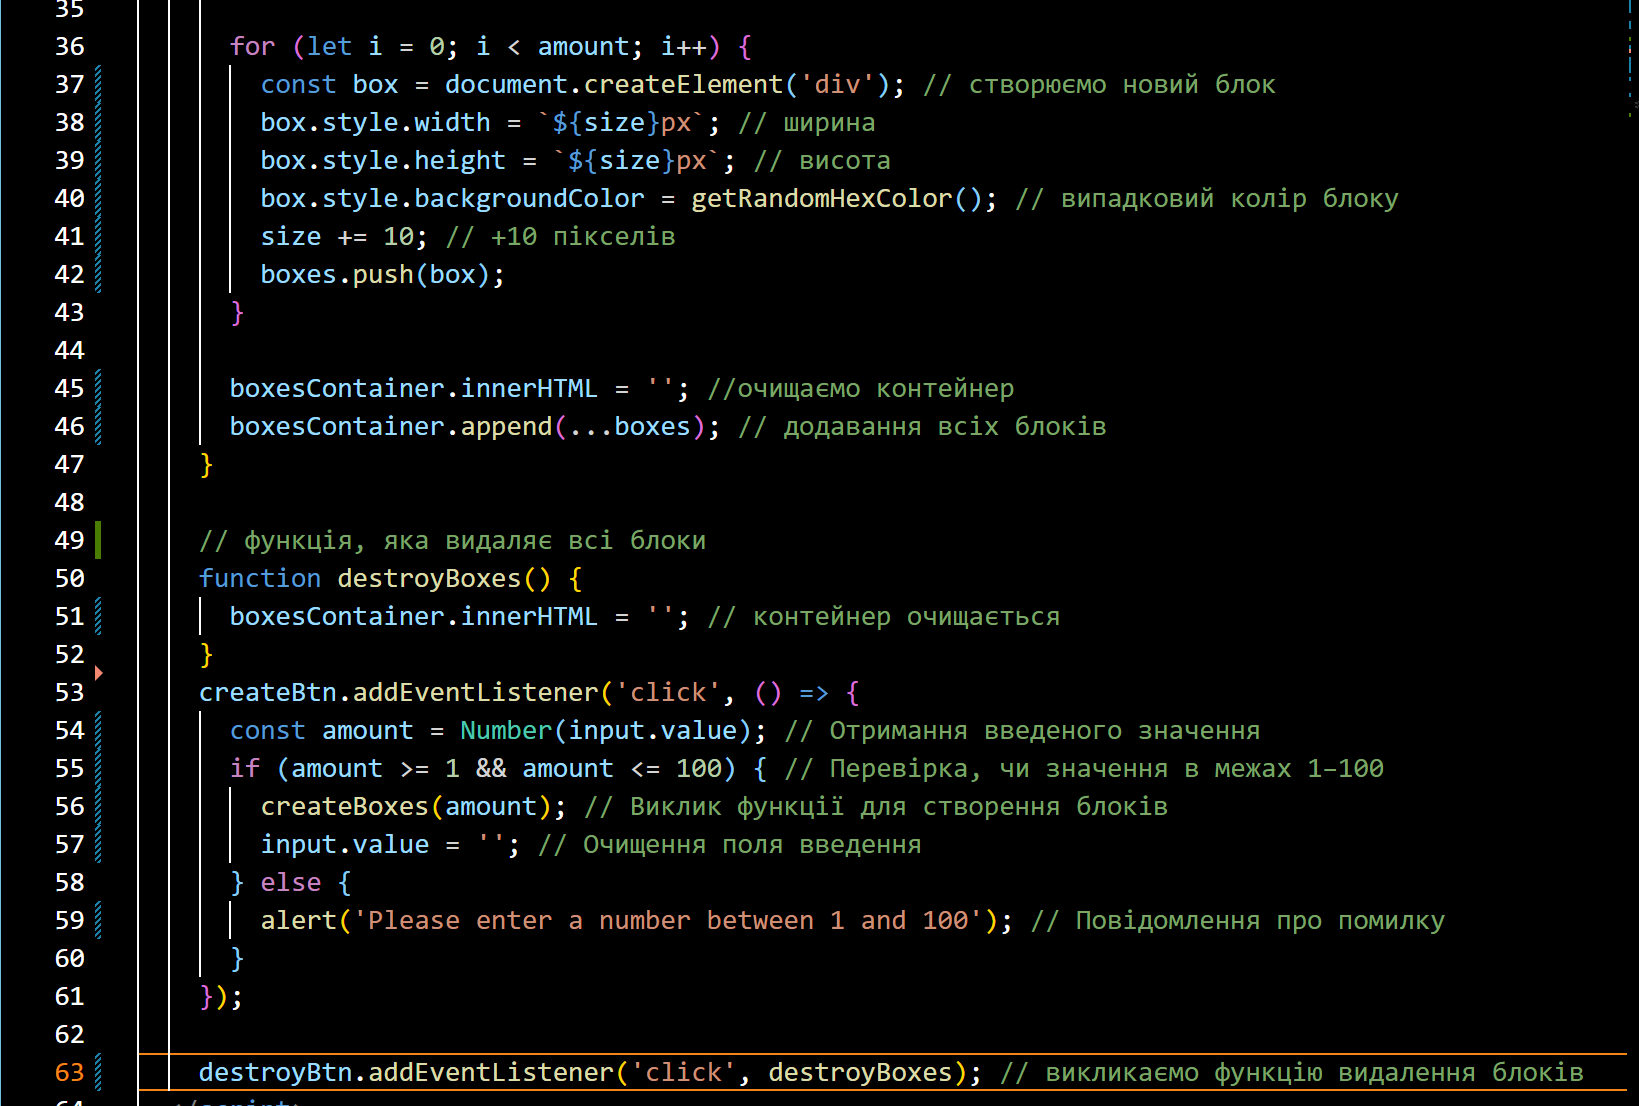 35
36 for (let i = 0; i < amount; i++) {
37 const box = document.createElement('div'); // створюємо новий блок
38 box.style.width = `${size}px`; // ширина
39 box.style.height = `${size}px`; // висота
40 box.style.backgroundColor = getRandomHexColor(); // випадковий колір блоку
41 size += 10; // +10 пікселів
42 boxes.push(box);
43 }
44
45 boxesContainer.innerHTML = ''; //очищаємо контейнер
46 boxesContainer.append(...boxes); // додавання всіх блоків
47 }
48
49 // функція, яка видаляє всі блоки
50 function destroyBoxes() {
51 boxesContainer.innerHTML = ''; // контейнер очищається
52 }
53 createBtn.addEventListener('click', () => {
54 const amount = Number(input.value); // Отримання введеного значення
55 if (amount >= 1 && amount <= 100) { // Перевірка, чи значення в межах 1–100
56 createBoxes(amount); // Виклик функції для створення блоків
57 input.value = ''; // Очищення поля введення
58 } else {
59 alert('Please enter a number between 1 and 100'); // Повідомлення про помилку
60 }
61 });
62
63 destroyBtn.addEventListener('click', destroyBoxes); // викликаємо функцію видалення блоків
64 </script>